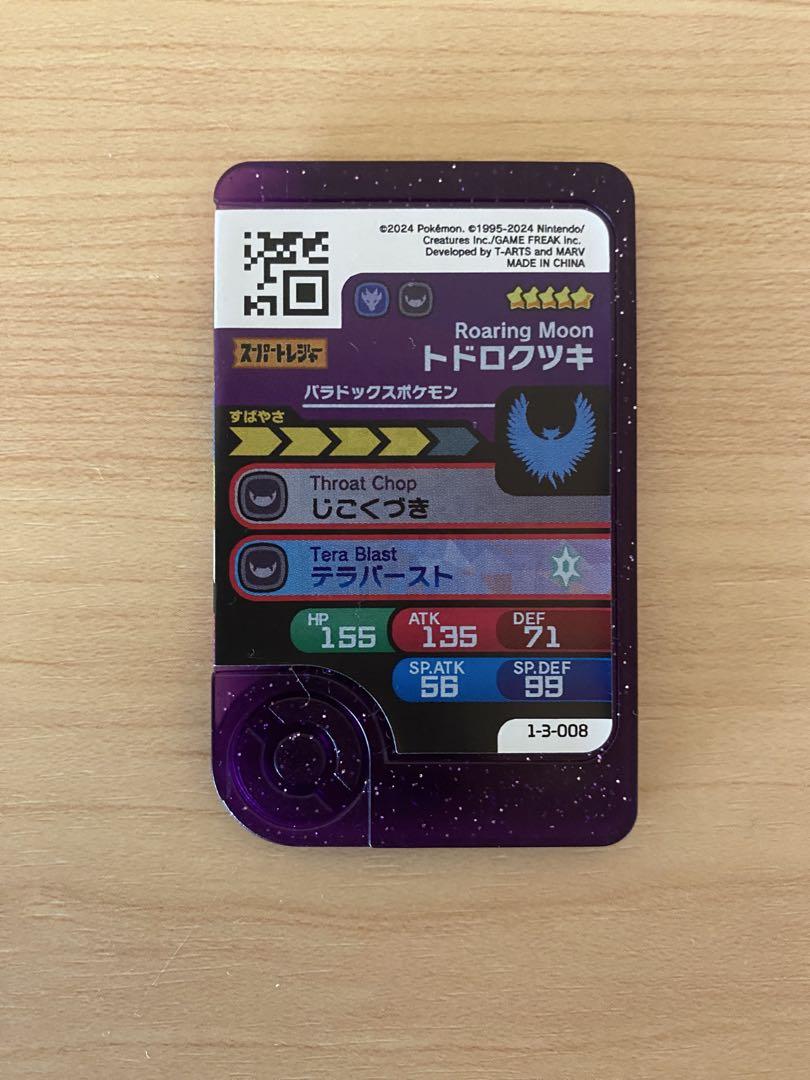 ©2024 Pokémon. ©1995-2024 Nintendo/
Creatures Inc./GAME FREAK inc.
Developed by T-ARTS and MARV
MADE IN CHINA
スーパートレジャー
Roaring Moon
トドロクツキ
パラドックスポケモン
すばやさ
Throat Chop
じごくづき
Tera Blast
テラバースト
HP 155 ATK 135 DEF 71
SP.ATK 56 SP.DEF 99
1-3-008